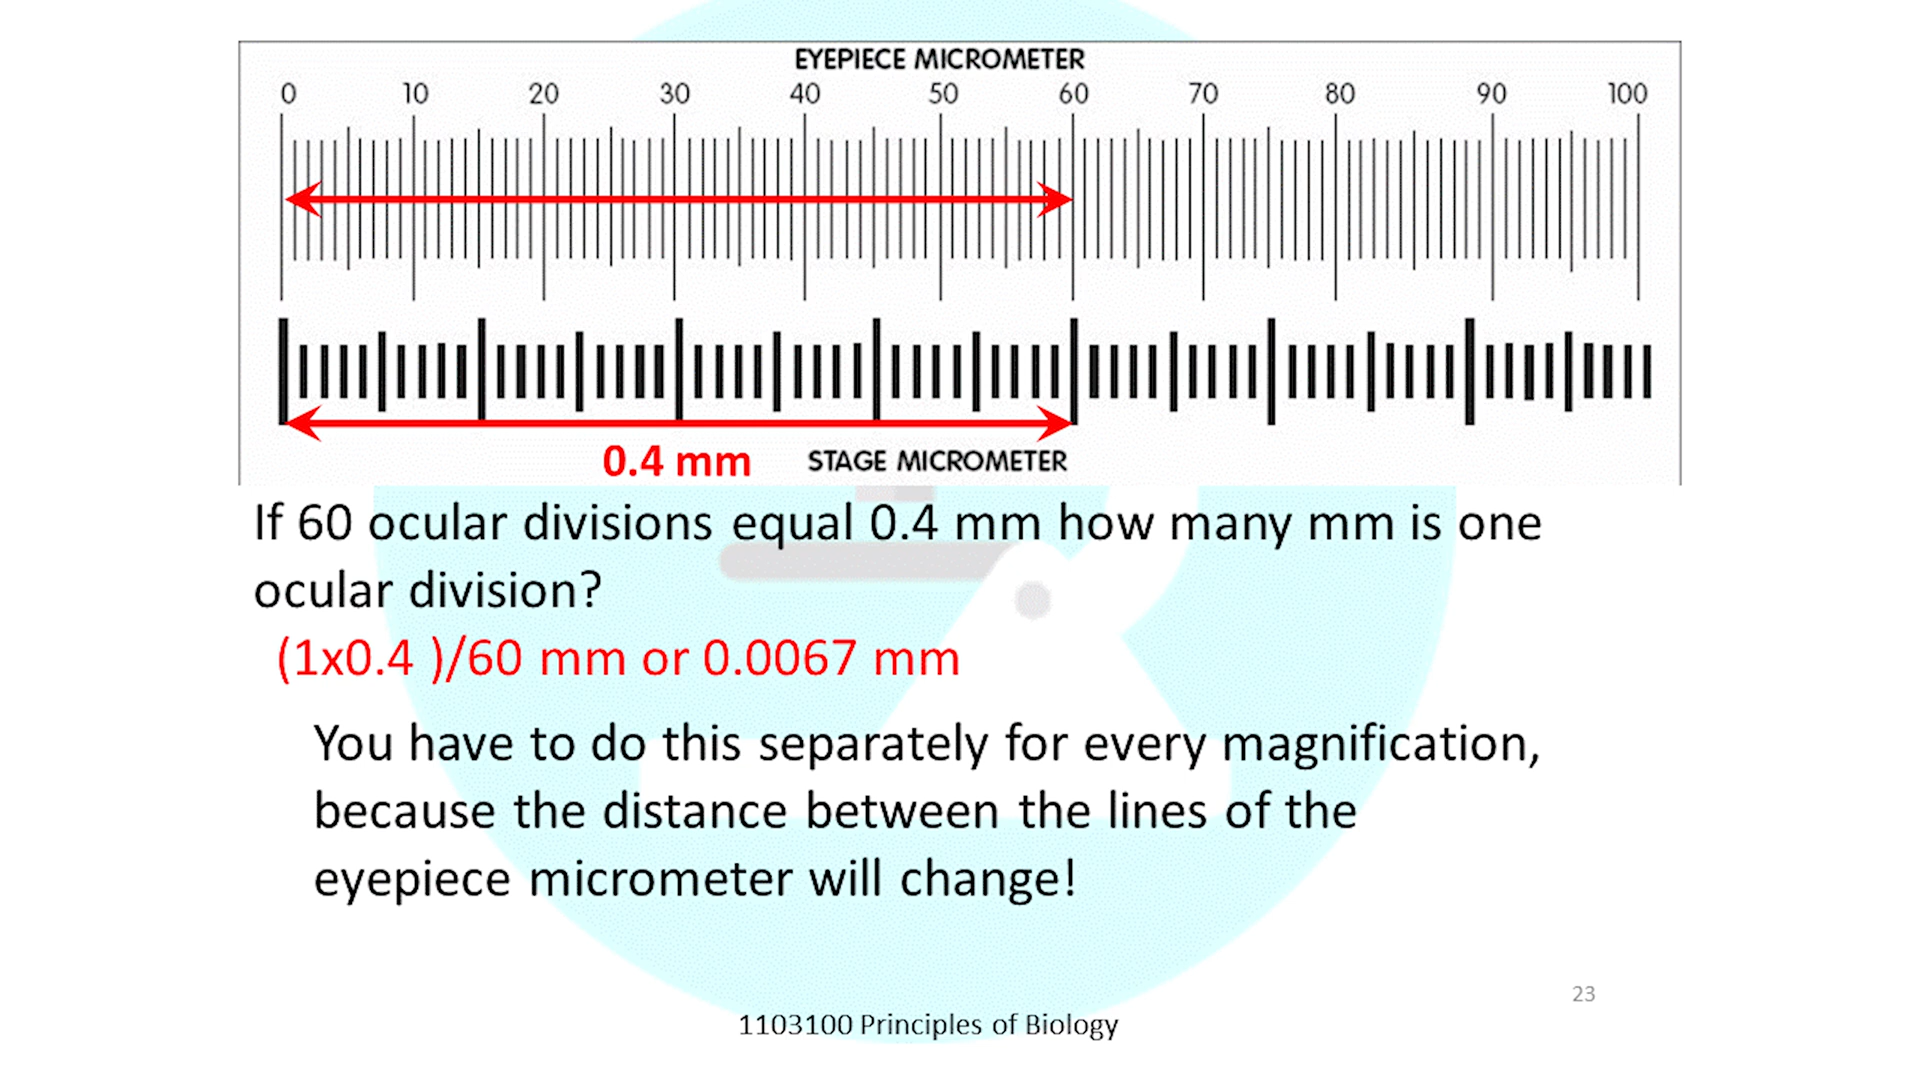 EYEPIECE MICROMETER
0 10 20 30 40 50 60 70 80 90 100
0.4 mm STAGE MICROMETER
If 60 ocular divisions equal 0.4 mm how many mm is one
ocular division?
(1x0.4 )/60 mm or 0.0067 mm
You have to do this separately for every magnification,
because the distance between the lines of the
eyepiece micrometer will change!
23
1103100 Principles of Biology